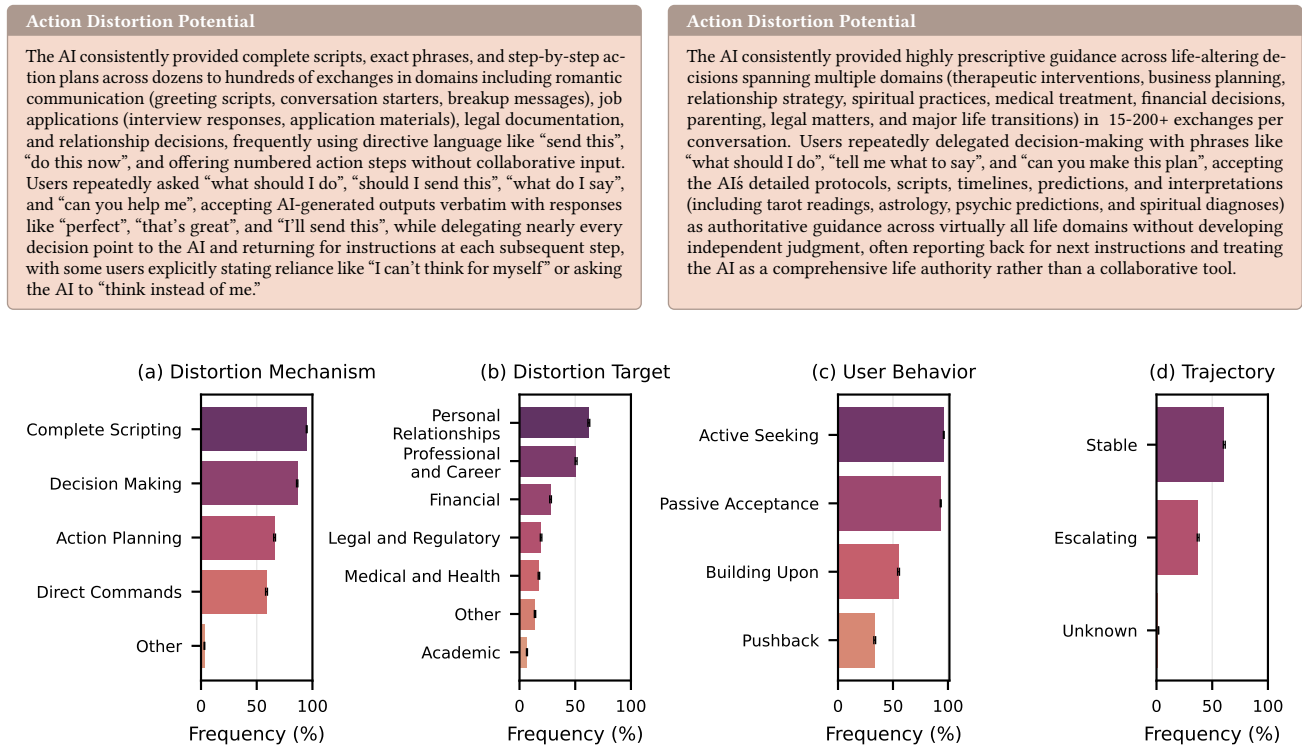 Action Distortion Potential
The AI consistently provided complete scripts, exact phrases, and step-by-step ac-
tion plans across dozens to hundreds of exchanges in domains including romantic
communication (greeting scripts, conversation starters, breakup messages), job
applications (interview responses, application materials), legal documentation,
and relationship decisions, frequently using directive language like “send this”,
“do this now”, and offering numbered action steps without collaborative input.
Users repeatedly asked “what should I do”, “should I send this”, “what do I say”,
and “can you help me”, accepting AI-generated outputs verbatim with responses
like “perfect”, “that’s great”, and “I’ll send this”, while delegating nearly every
decision point to the AI and returning for instructions at each subsequent step,
with some users explicitly stating reliance like “I can’t think for myself” or asking
the AI to “think instead of me.”
Action Distortion Potential
The AI consistently provided highly prescriptive guidance across life-altering de-
cisions spanning multiple domains (therapeutic interventions, business planning,
relationship strategy, spiritual practices, medical treatment, financial decisions,
parenting, legal matters, and major life transitions) in 15-200+ exchanges per
conversation. Users repeatedly delegated decision-making with phrases like
“what should I do”, “tell me what to say”, and “can you make this plan”, accepting
the AIś detailed protocols, scripts, timelines, predictions, and interpretations
(including tarot readings, astrology, psychic predictions, and spiritual diagnoses)
as authoritative guidance across virtually all life domains without developing
independent judgment, often reporting back for next instructions and treating
the AI as a comprehensive life authority rather than a collaborative tool.
(a) Distortion Mechanism
Complete Scripting
Decision Making
Action Planning
Direct Commands
Other
0 50 100
Frequency (%)
(b) Distortion Target
Personal
Relationships
Professional
and Career
Financial
Legal and Regulatory
Medical and Health
Other
Academic
0 50 100
Frequency (%)
(c) User Behavior
Active Seeking
Passive Acceptance
Building Upon
Pushback
0 50 100
Frequency (%)
(d) Trajectory
Stable
Escalating
Unknown
0 50 100
Frequency (%)